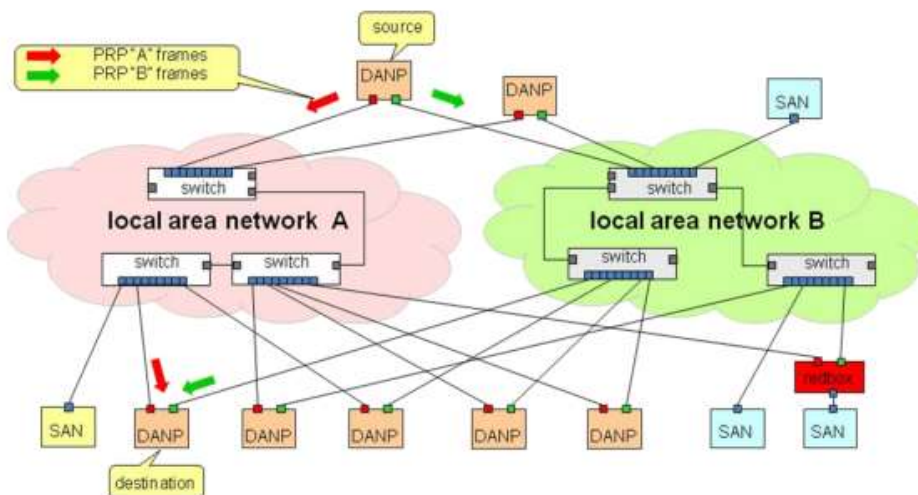 source
PRP "A" frames
PRP "B" frames
DANP
DANP
SAN
switch
switch
local area network A
local area network B
switch
switch
switch
switch
redbox
SAN
DANP
DANP
DANP
DANP
DANP
SAN
SAN
destination